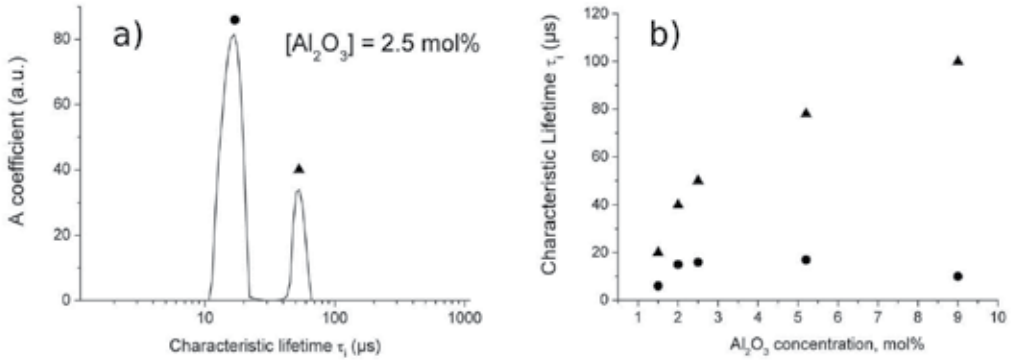 a)
[Al₂O₃] = 2.5 mol%
A coefficient (a.u.)
80
60
40
20
0
10 100 1000
Characteristic lifetime τᵢ (μs)
b)
Characteristic Lifetime τᵢ (μs)
120
100
80
60
40
20
0
1 2 3 4 5 6 7 8 9 10
Al₂O₃ concentration, mol%